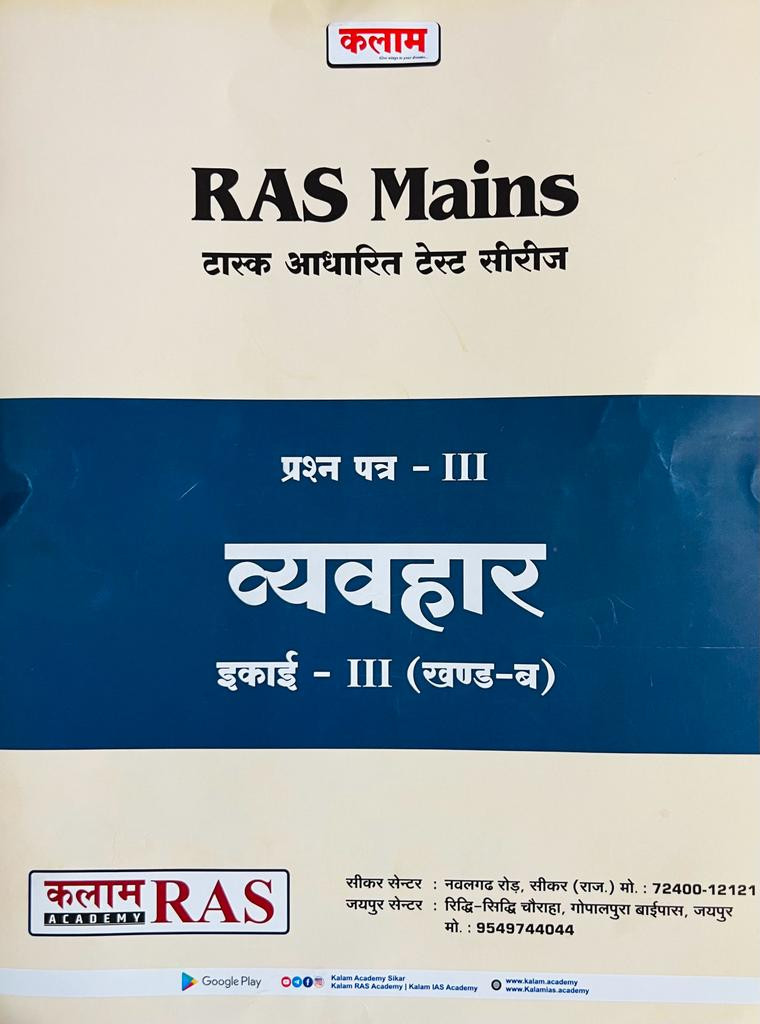 कलाम
RAS Mains
टास्क आधारित टेस्ट सीरीज
प्रश्न पत्र - III
व्यवहार
इकाई - III (खण्ड-ब)
कलाम RAS
ACADEMY
सीकर सेन्टर : नवलगढ रोड़, सीकर (राज.) मो. : 72400-12121
जयपुर सेन्टर : रिद्धि-सिद्धि चौराहा, गोपालपुरा बाईपास, जयपुर
मो. : 9549744044
Google Play
Kalam Academy Sikar
Kalam RAS Academy | Kalam IAS Academy
www.kalam.academy
www.Kalamias.academy